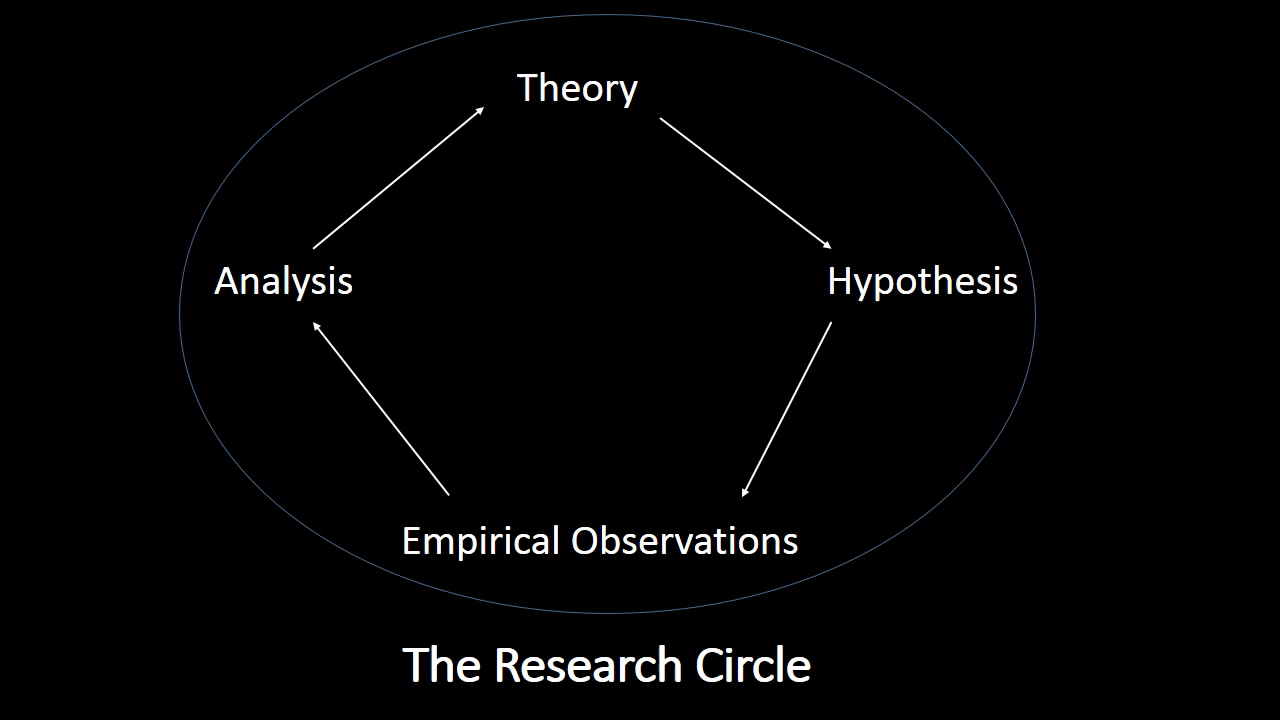 Theory
Analysis
Hypothesis
Empirical Observations
The Research Circle